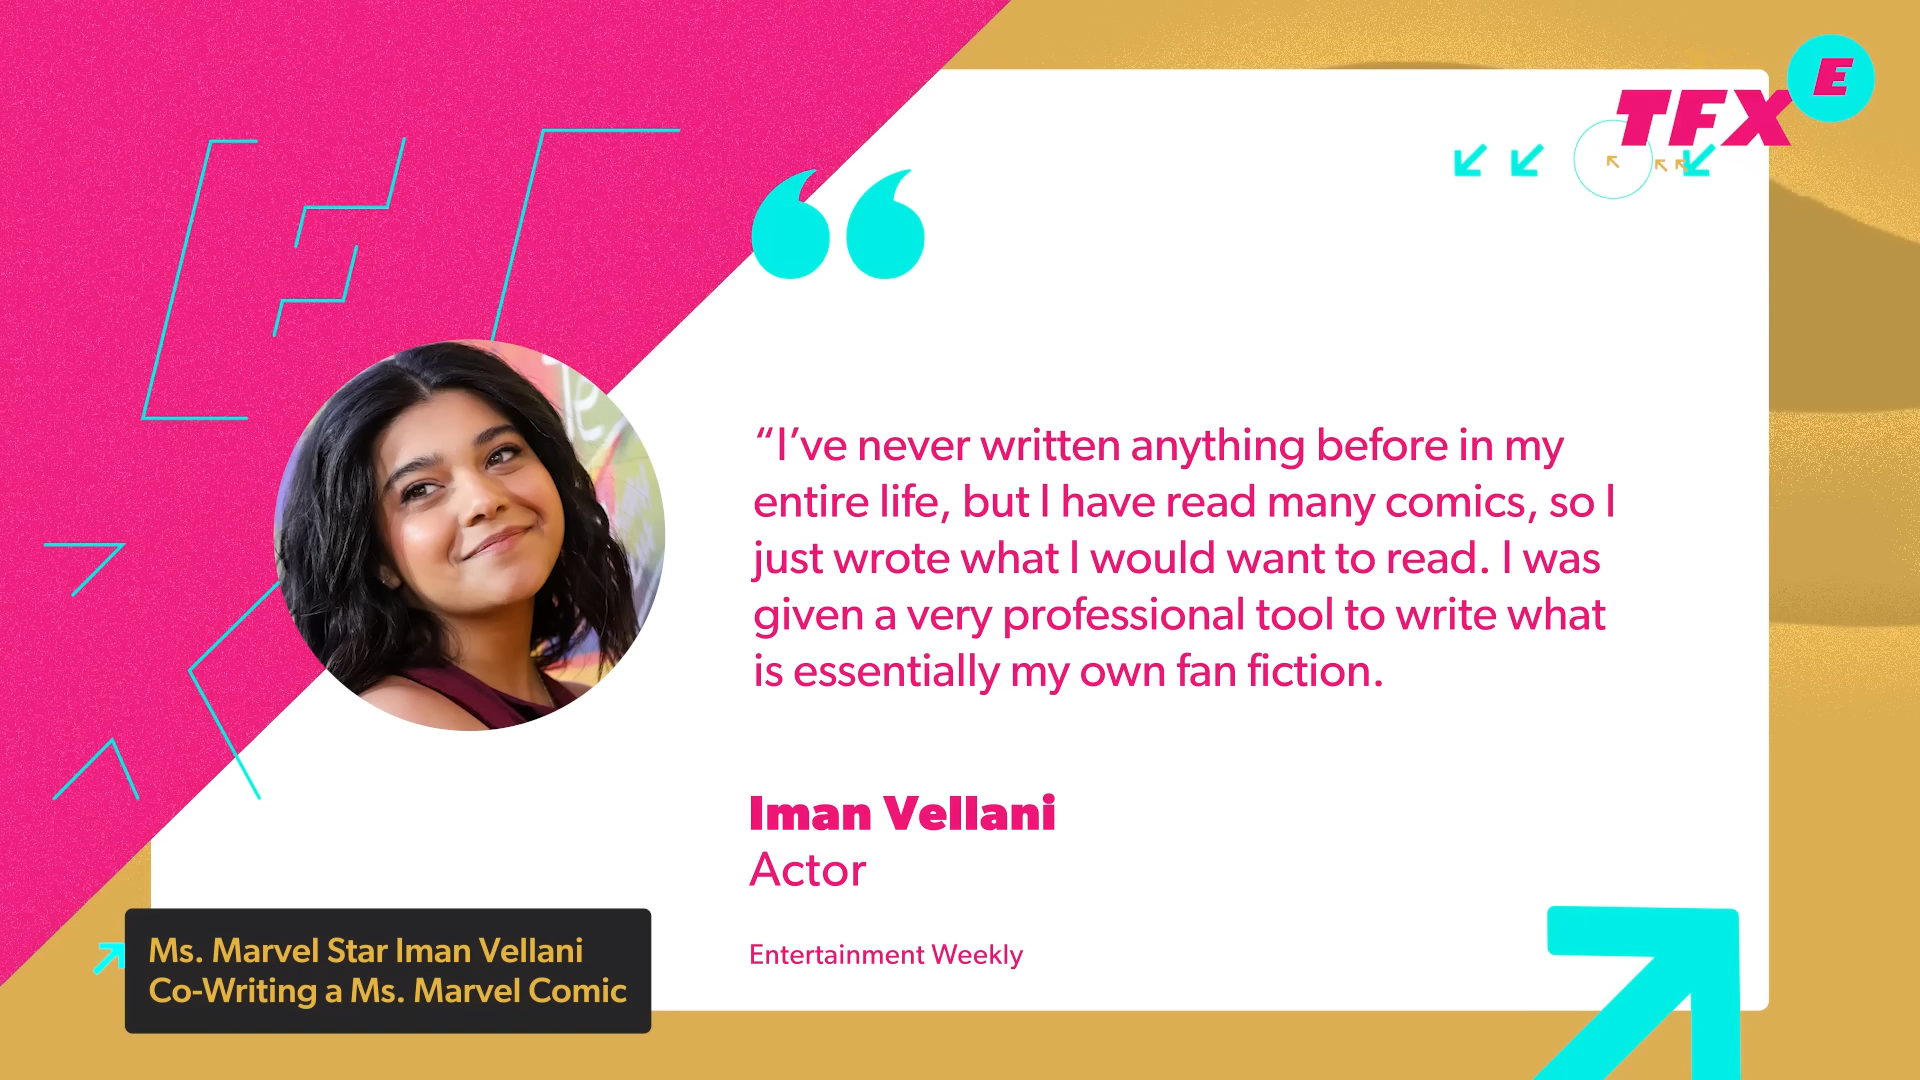 TFX
E
“I’ve never written anything before in my
entire life, but I have read many comics, so I
just wrote what I would want to read. I was
given a very professional tool to write what
is essentially my own fan fiction.
Iman Vellani
Actor
Entertainment Weekly
Ms. Marvel Star Iman Vellani
Co-Writing a Ms. Marvel Comic